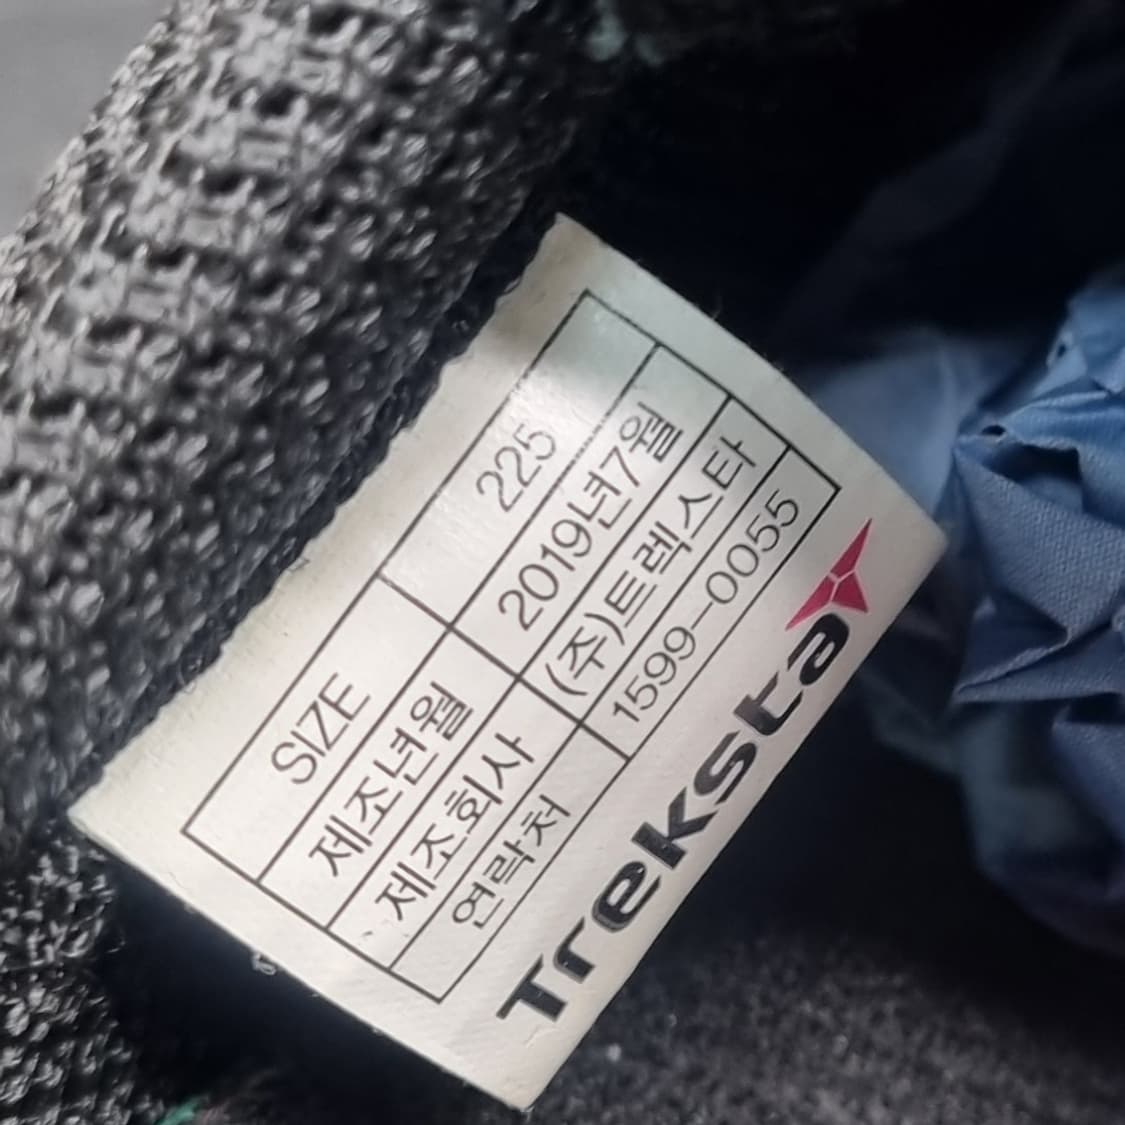 SIZE 225
제조년월 2019년7월
제조회사 (주)트렉스타
연락처 1599-0055
Treksta